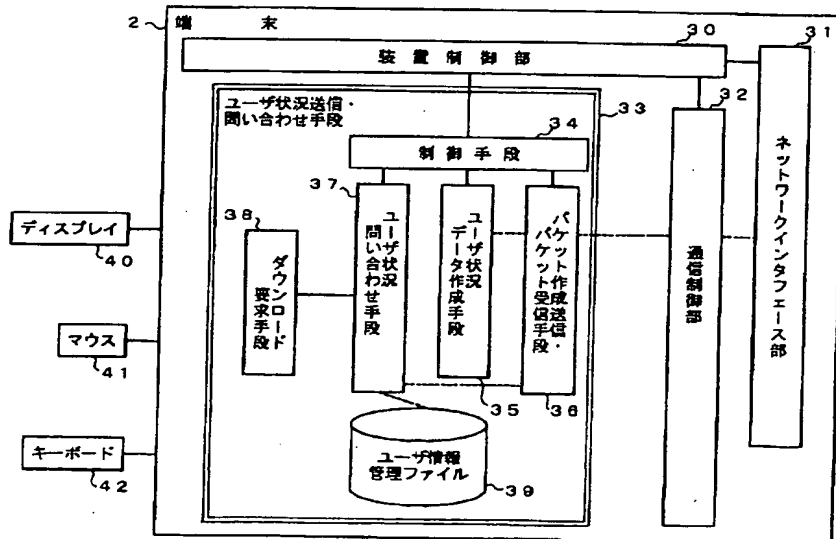 2 端末
30
装置制御部
31
ネットワークインタフェース部
32
通信制御部
33
ユーザ状況送信・
問い合わせ手段
34
制御手段
37
ユーザ状況
問い合わせ手段
ユーザ状況
データ作成手段
35
パケット作成送信・
パケット受信手段
36
38
ダウンロード
要求手段
ユーザ情報
管理ファイル
39
ディスプレイ
40
マウス
41
キーボード
42